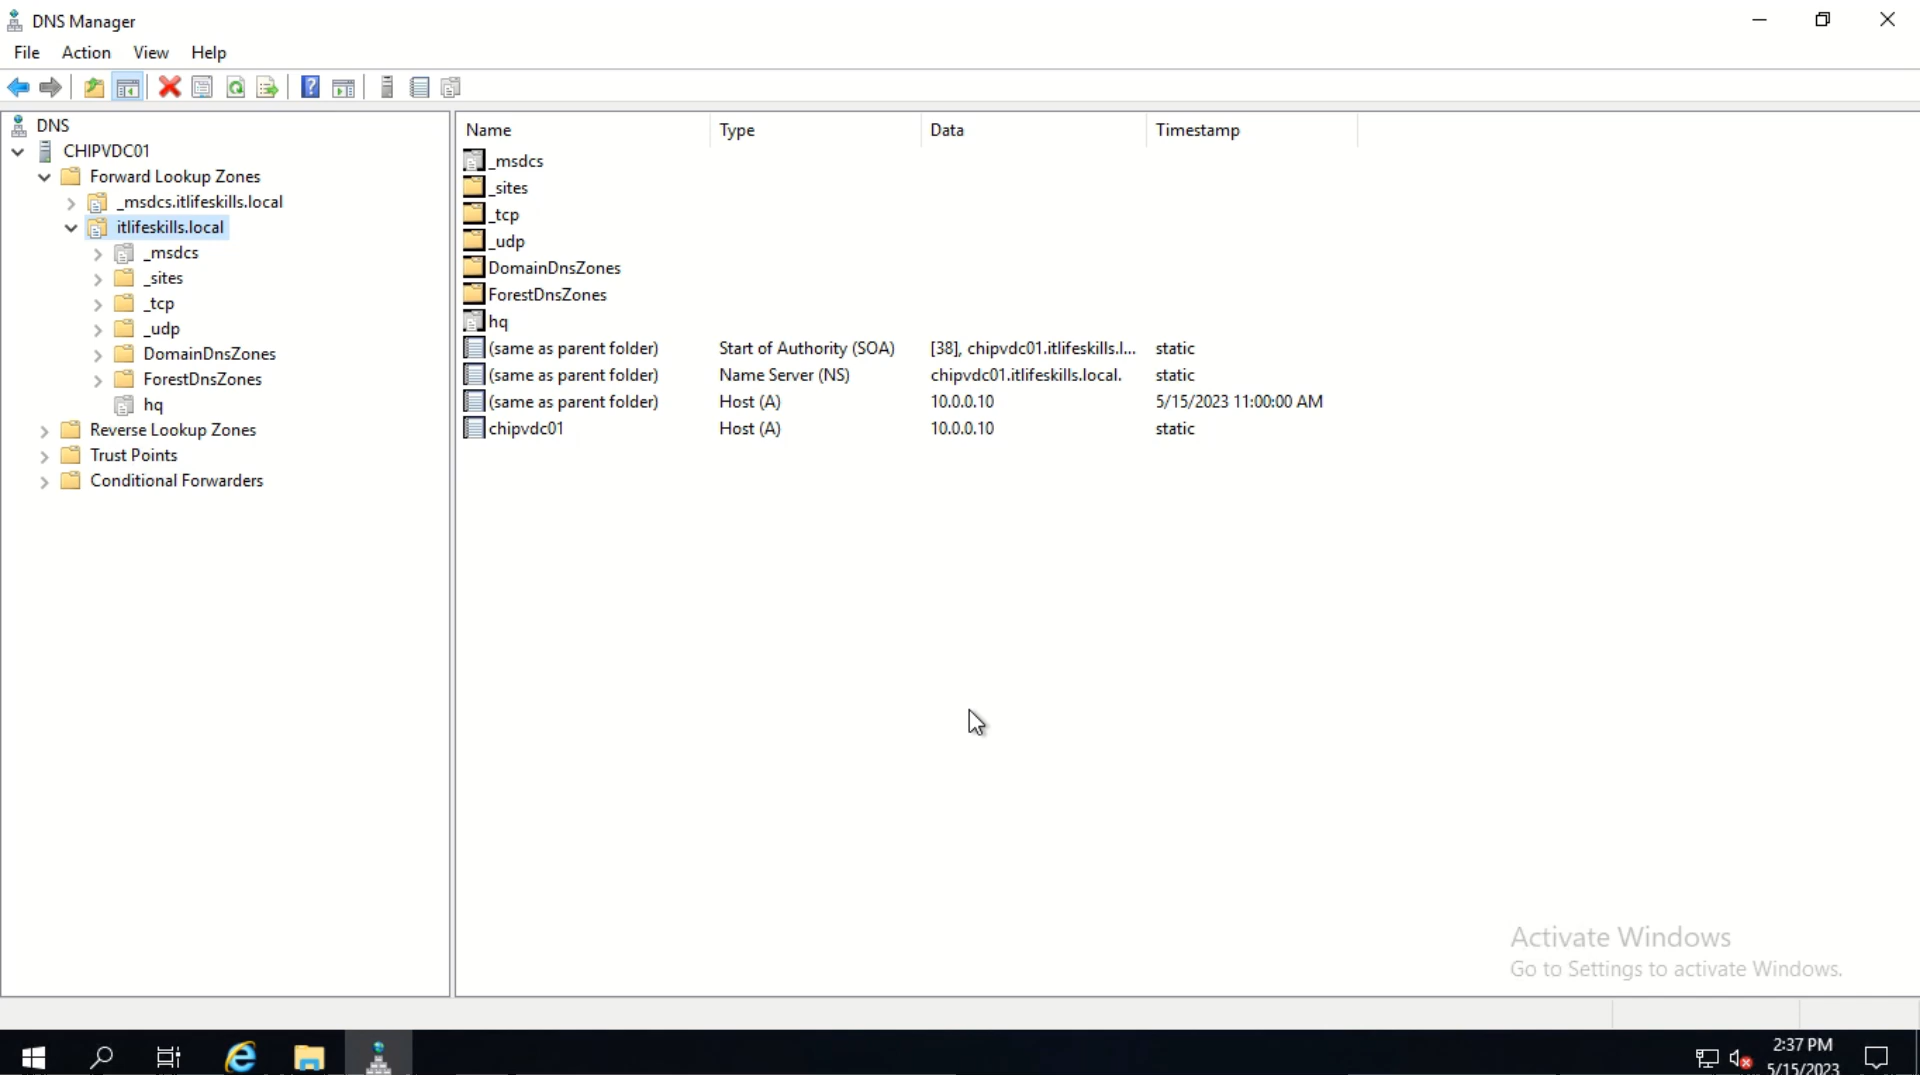 DNS Manager
File Action View Help
DNS
CHIPVDC01
Forward Lookup Zones
_msdcs.itlifeskills.local
itlifeskills.local
_msdcs
_sites
_tcp
_udp
DomainDnsZones
ForestDnsZones
hq
Reverse Lookup Zones
Trust Points
Conditional Forwarders
Name Type Data Timestamp
_msdcs
_sites
_tcp
_udp
DomainDnsZones
ForestDnsZones
hq
(same as parent folder) Start of Authority (SOA) [38], chipvdc01.itlifeskills.l... static
(same as parent folder) Name Server (NS) chipvdc01.itlifeskills.local. static
(same as parent folder) Host (A) 10.0.0.10 5/15/2023 11:00:00 AM
chipvdc01 Host (A) 10.0.0.10 static
Activate Windows
Go to Settings to activate Windows.
2:37 PM
5/15/2023